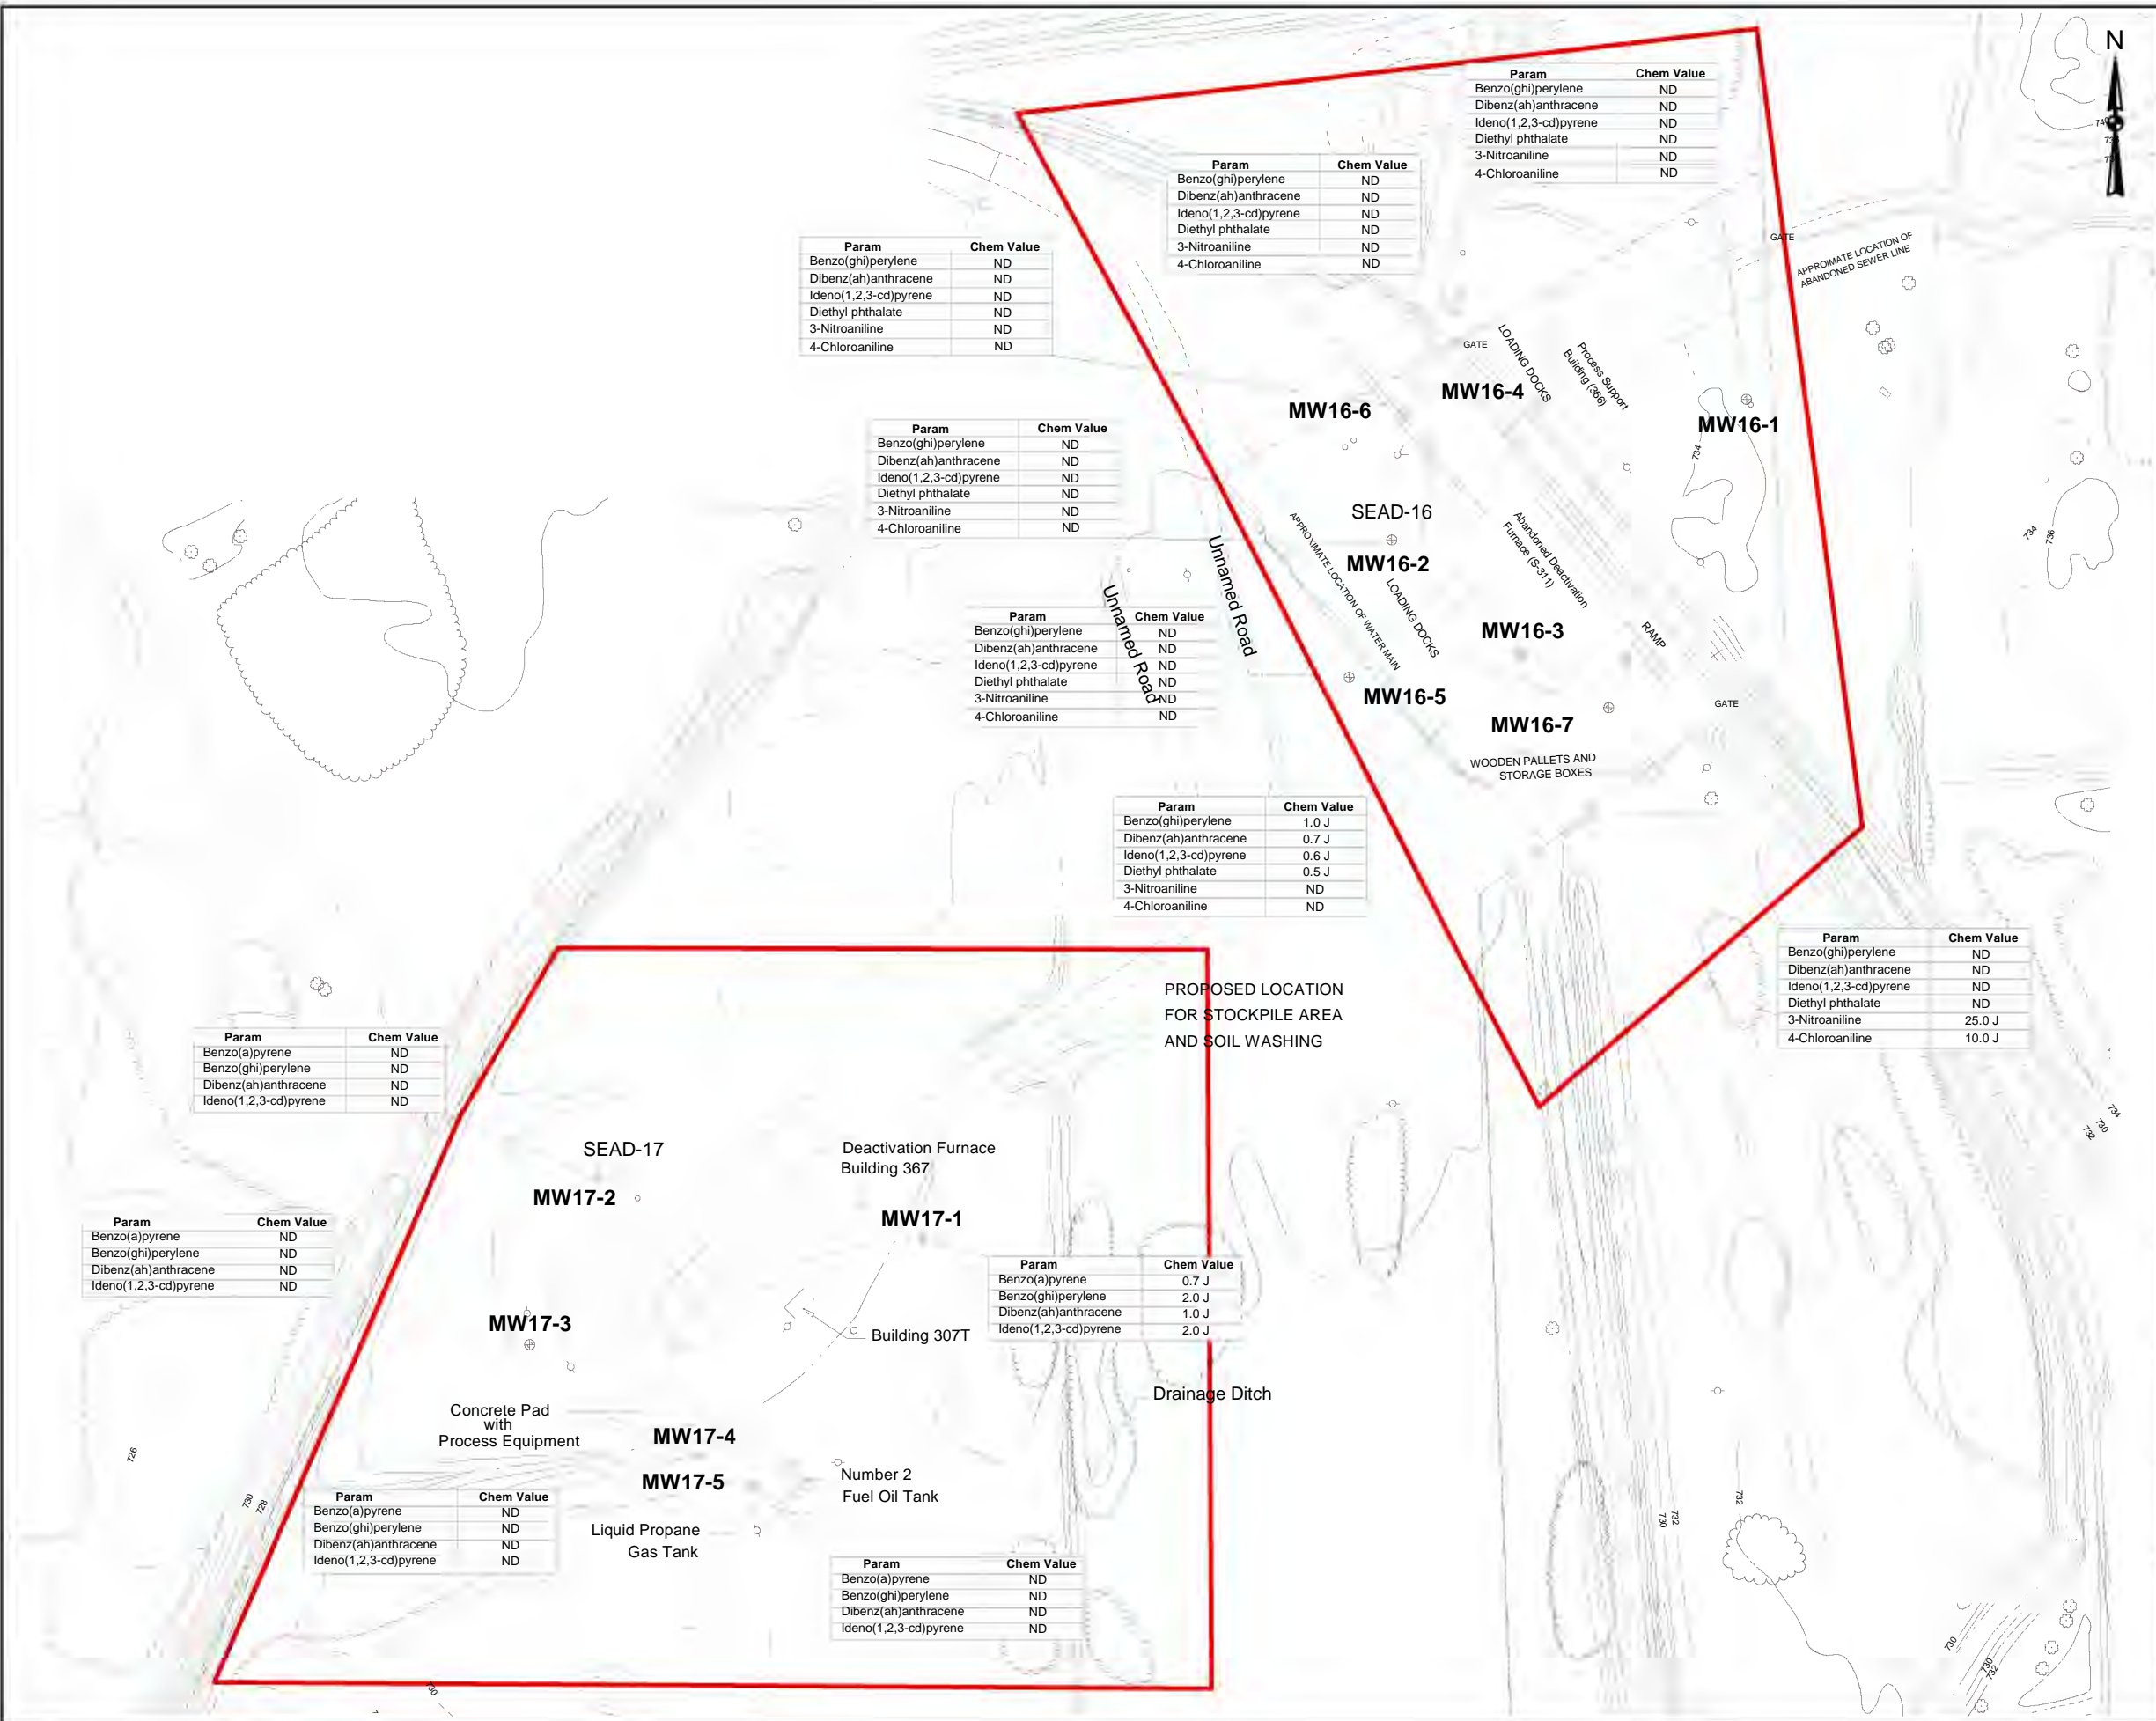 N
Param Chem Value
Benzo(ghi)perylene ND
Dibenz(ah)anthracene ND
Ideno(1,2,3-cd)pyrene ND
Diethyl phthalate ND
3-Nitroaniline ND
4-Chloroaniline ND
Param Chem Value
Benzo(ghi)perylene ND
Dibenz(ah)anthracene ND
Ideno(1,2,3-cd)pyrene ND
Diethyl phthalate ND
3-Nitroaniline ND
4-Chloroaniline ND
Param Chem Value
Benzo(ghi)perylene ND
Dibenz(ah)anthracene ND
Ideno(1,2,3-cd)pyrene ND
Diethyl phthalate ND
3-Nitroaniline ND
4-Chloroaniline ND
GATE
APPROIMATE LOCATION OF
ABANDONED SEWER LINE
GATE
LOADING DOCKS
Process Support
Building (366)
MW16-4
MW16-6
MW16-1
734
Param Chem Value
Benzo(ghi)perylene ND
Dibenz(ah)anthracene ND
Ideno(1,2,3-cd)pyrene ND
Diethyl phthalate ND
3-Nitroaniline ND
4-Chloroaniline ND
SEAD-16
MW16-2
APPROXIMATE LOCATION OF WATER MAIN
LOADING DOCKS
Abandoned Deactivation
Furnace (S-311)
734
736
Unnamed Road
Unnamed Road
Param Chem Value
Benzo(ghi)perylene ND
Dibenz(ah)anthracene ND
Ideno(1,2,3-cd)pyrene ND
Diethyl phthalate ND
3-Nitroaniline ND
4-Chloroaniline ND
MW16-3
RAMP
MW16-5
GATE
MW16-7
WOODEN PALLETS AND
STORAGE BOXES
Param Chem Value
Benzo(ghi)perylene 1.0 J
Dibenz(ah)anthracene 0.7 J
Ideno(1,2,3-cd)pyrene 0.6 J
Diethyl phthalate 0.5 J
3-Nitroaniline ND
4-Chloroaniline ND
Param Chem Value
Benzo(ghi)perylene ND
Dibenz(ah)anthracene ND
Ideno(1,2,3-cd)pyrene ND
Diethyl phthalate ND
3-Nitroaniline 25.0 J
4-Chloroaniline 10.0 J
PROPOSED LOCATION
FOR STOCKPILE AREA
AND SOIL WASHING
Param Chem Value
Benzo(a)pyrene ND
Benzo(ghi)perylene ND
Dibenz(ah)anthracene ND
Ideno(1,2,3-cd)pyrene ND
734
730
732
SEAD-17
Deactivation Furnace
Building 367
MW17-2
MW17-1
Param Chem Value
Benzo(a)pyrene ND
Benzo(ghi)perylene ND
Dibenz(ah)anthracene ND
Ideno(1,2,3-cd)pyrene ND
Param Chem Value
Benzo(a)pyrene 0.7 J
Benzo(ghi)perylene 2.0 J
Dibenz(ah)anthracene 1.0 J
Ideno(1,2,3-cd)pyrene 2.0 J
MW17-3
Building 307T
Drainage Ditch
Concrete Pad
with
Process Equipment
MW17-4
MW17-5
Number 2
Fuel Oil Tank
726
730
728
Param Chem Value
Benzo(a)pyrene ND
Benzo(ghi)perylene ND
Dibenz(ah)anthracene ND
Ideno(1,2,3-cd)pyrene ND
Liquid Propane
Gas Tank
732
730
732
Param Chem Value
Benzo(a)pyrene ND
Benzo(ghi)perylene ND
Dibenz(ah)anthracene ND
Ideno(1,2,3-cd)pyrene ND
730
730
732
730